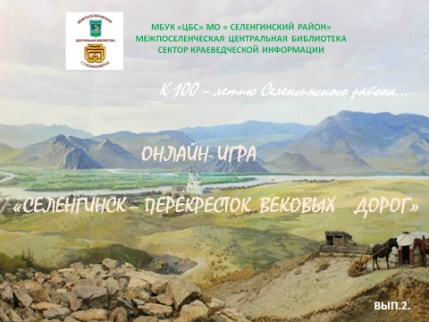 МБУК «ЦБС» МО « СЕЛЕНГИНСКИЙ РАЙОН»
МЕЖПОСЕЛЕНЧЕСКАЯ ЦЕНТРАЛЬНАЯ БИБЛИОТЕКА
СЕКТОР КРАЕВЕДЧЕСКОЙ ИНФОРМАЦИИ
К 100 – летию Селенгинского района...
ОНЛАЙН-ИГРА
«СЕЛЕНГИНСК ПЕРЕКРЕСТОК ВЕКОВЫХ ДОРОГ»
ВЫП.2.